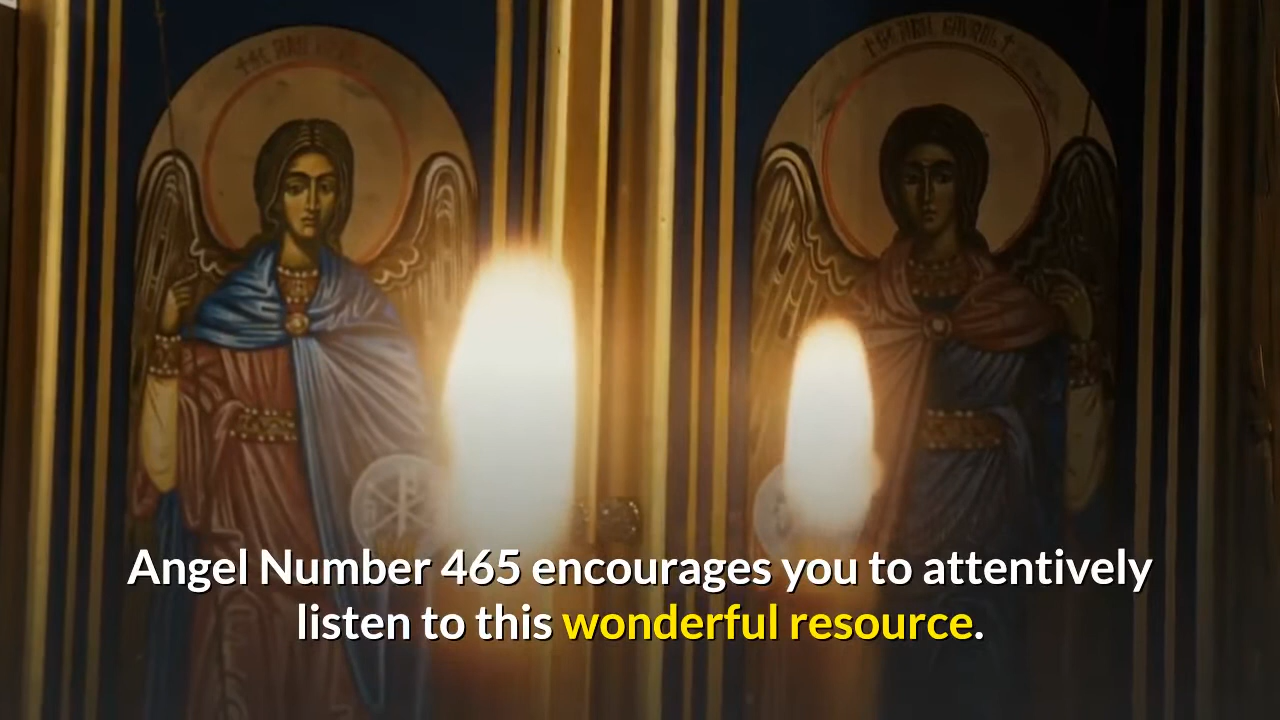 Angel Number 465 encourages you to attentively
listen to this wonderful resource.